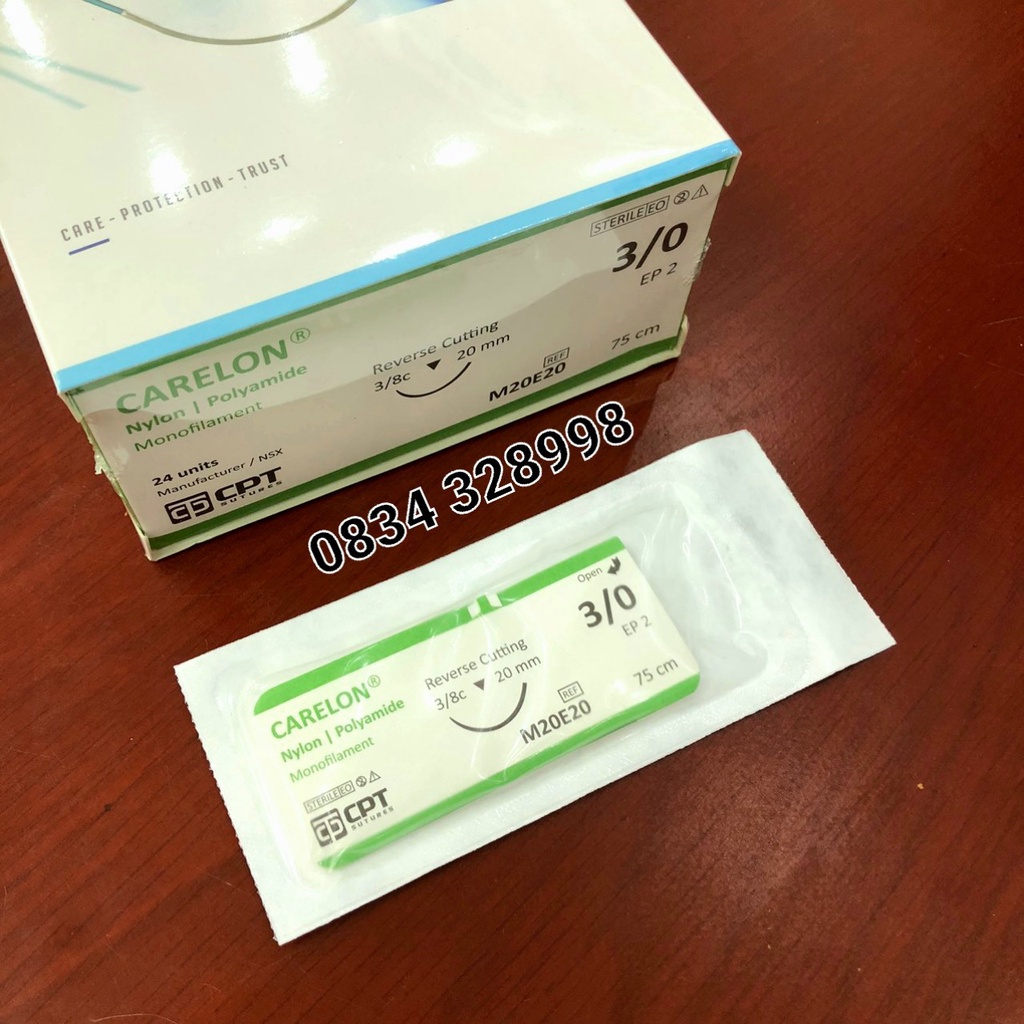 CARE - PROTECTION - TRUST
STERILE EO
3/0
EP 2
CARELON®
Nylon | Polyamide
Monofilament
Reverse Cutting
3/8c 20 mm
REF
M20E20
75 cm
24 units
Manufacturer / NSX
CPT
SUTURES
0834 328998
Open
3/0
EP 2
CARELON®
Nylon | Polyamide
Monofilament
Reverse Cutting
3/8c 20 mm
REF
M20E20
75 cm
STERILE EO
CPT
SUTURES